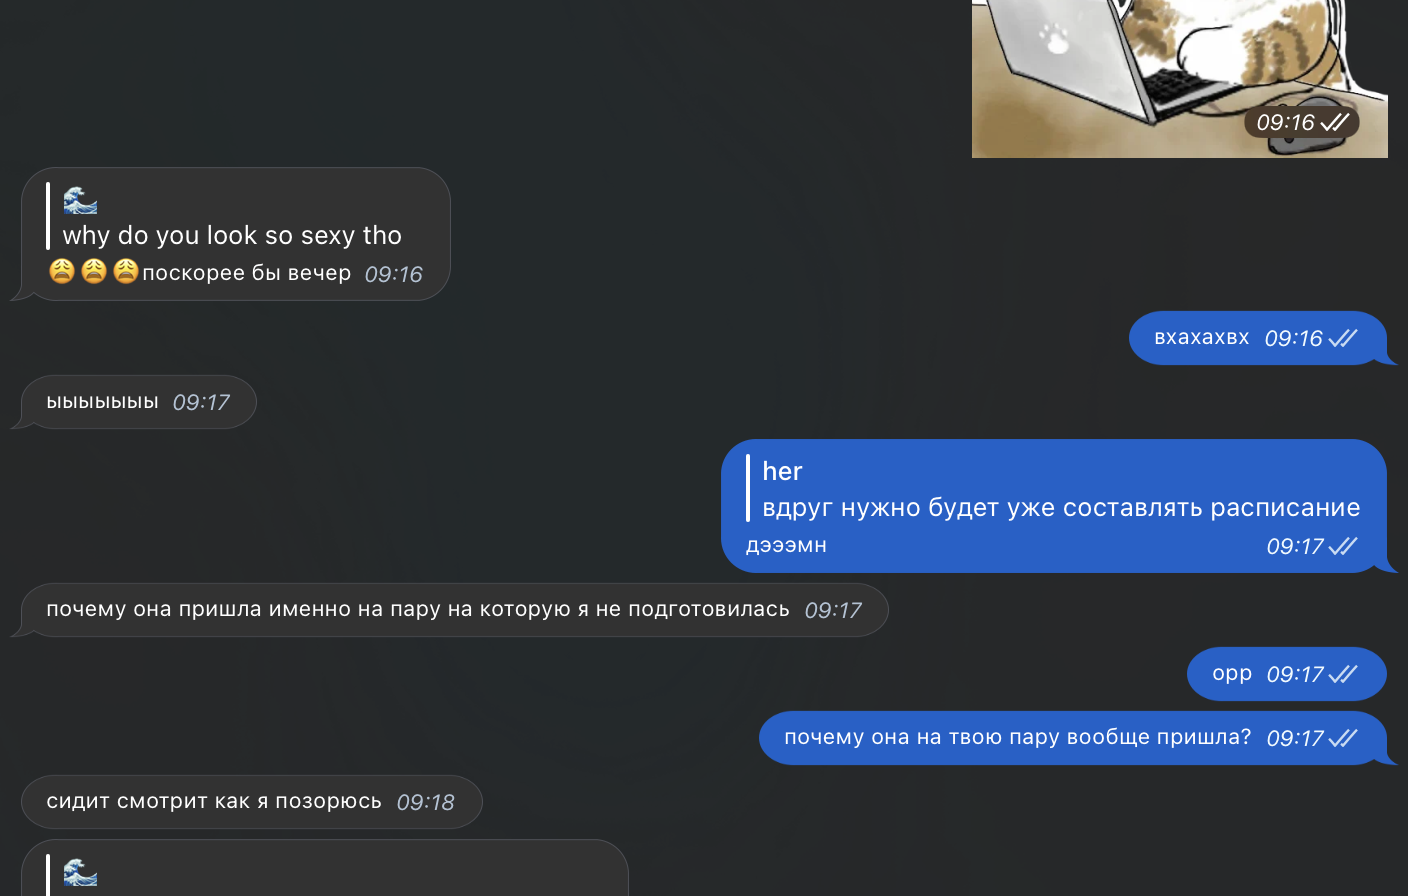 09:16
🌊
why do you look so sexy tho
😩😩😩поскорее бы вечер 09:16
вхахахвх 09:16
ыыыыыыы 09:17
her
вдруг нужно будет уже составлять расписание
дэээмн 09:17
почему она пришла именно на пару на которую я не подготовилась 09:17
орр 09:17
почему она на твою пару вообще пришла? 09:17
сидит смотрит как я позорюсь 09:18
🌊